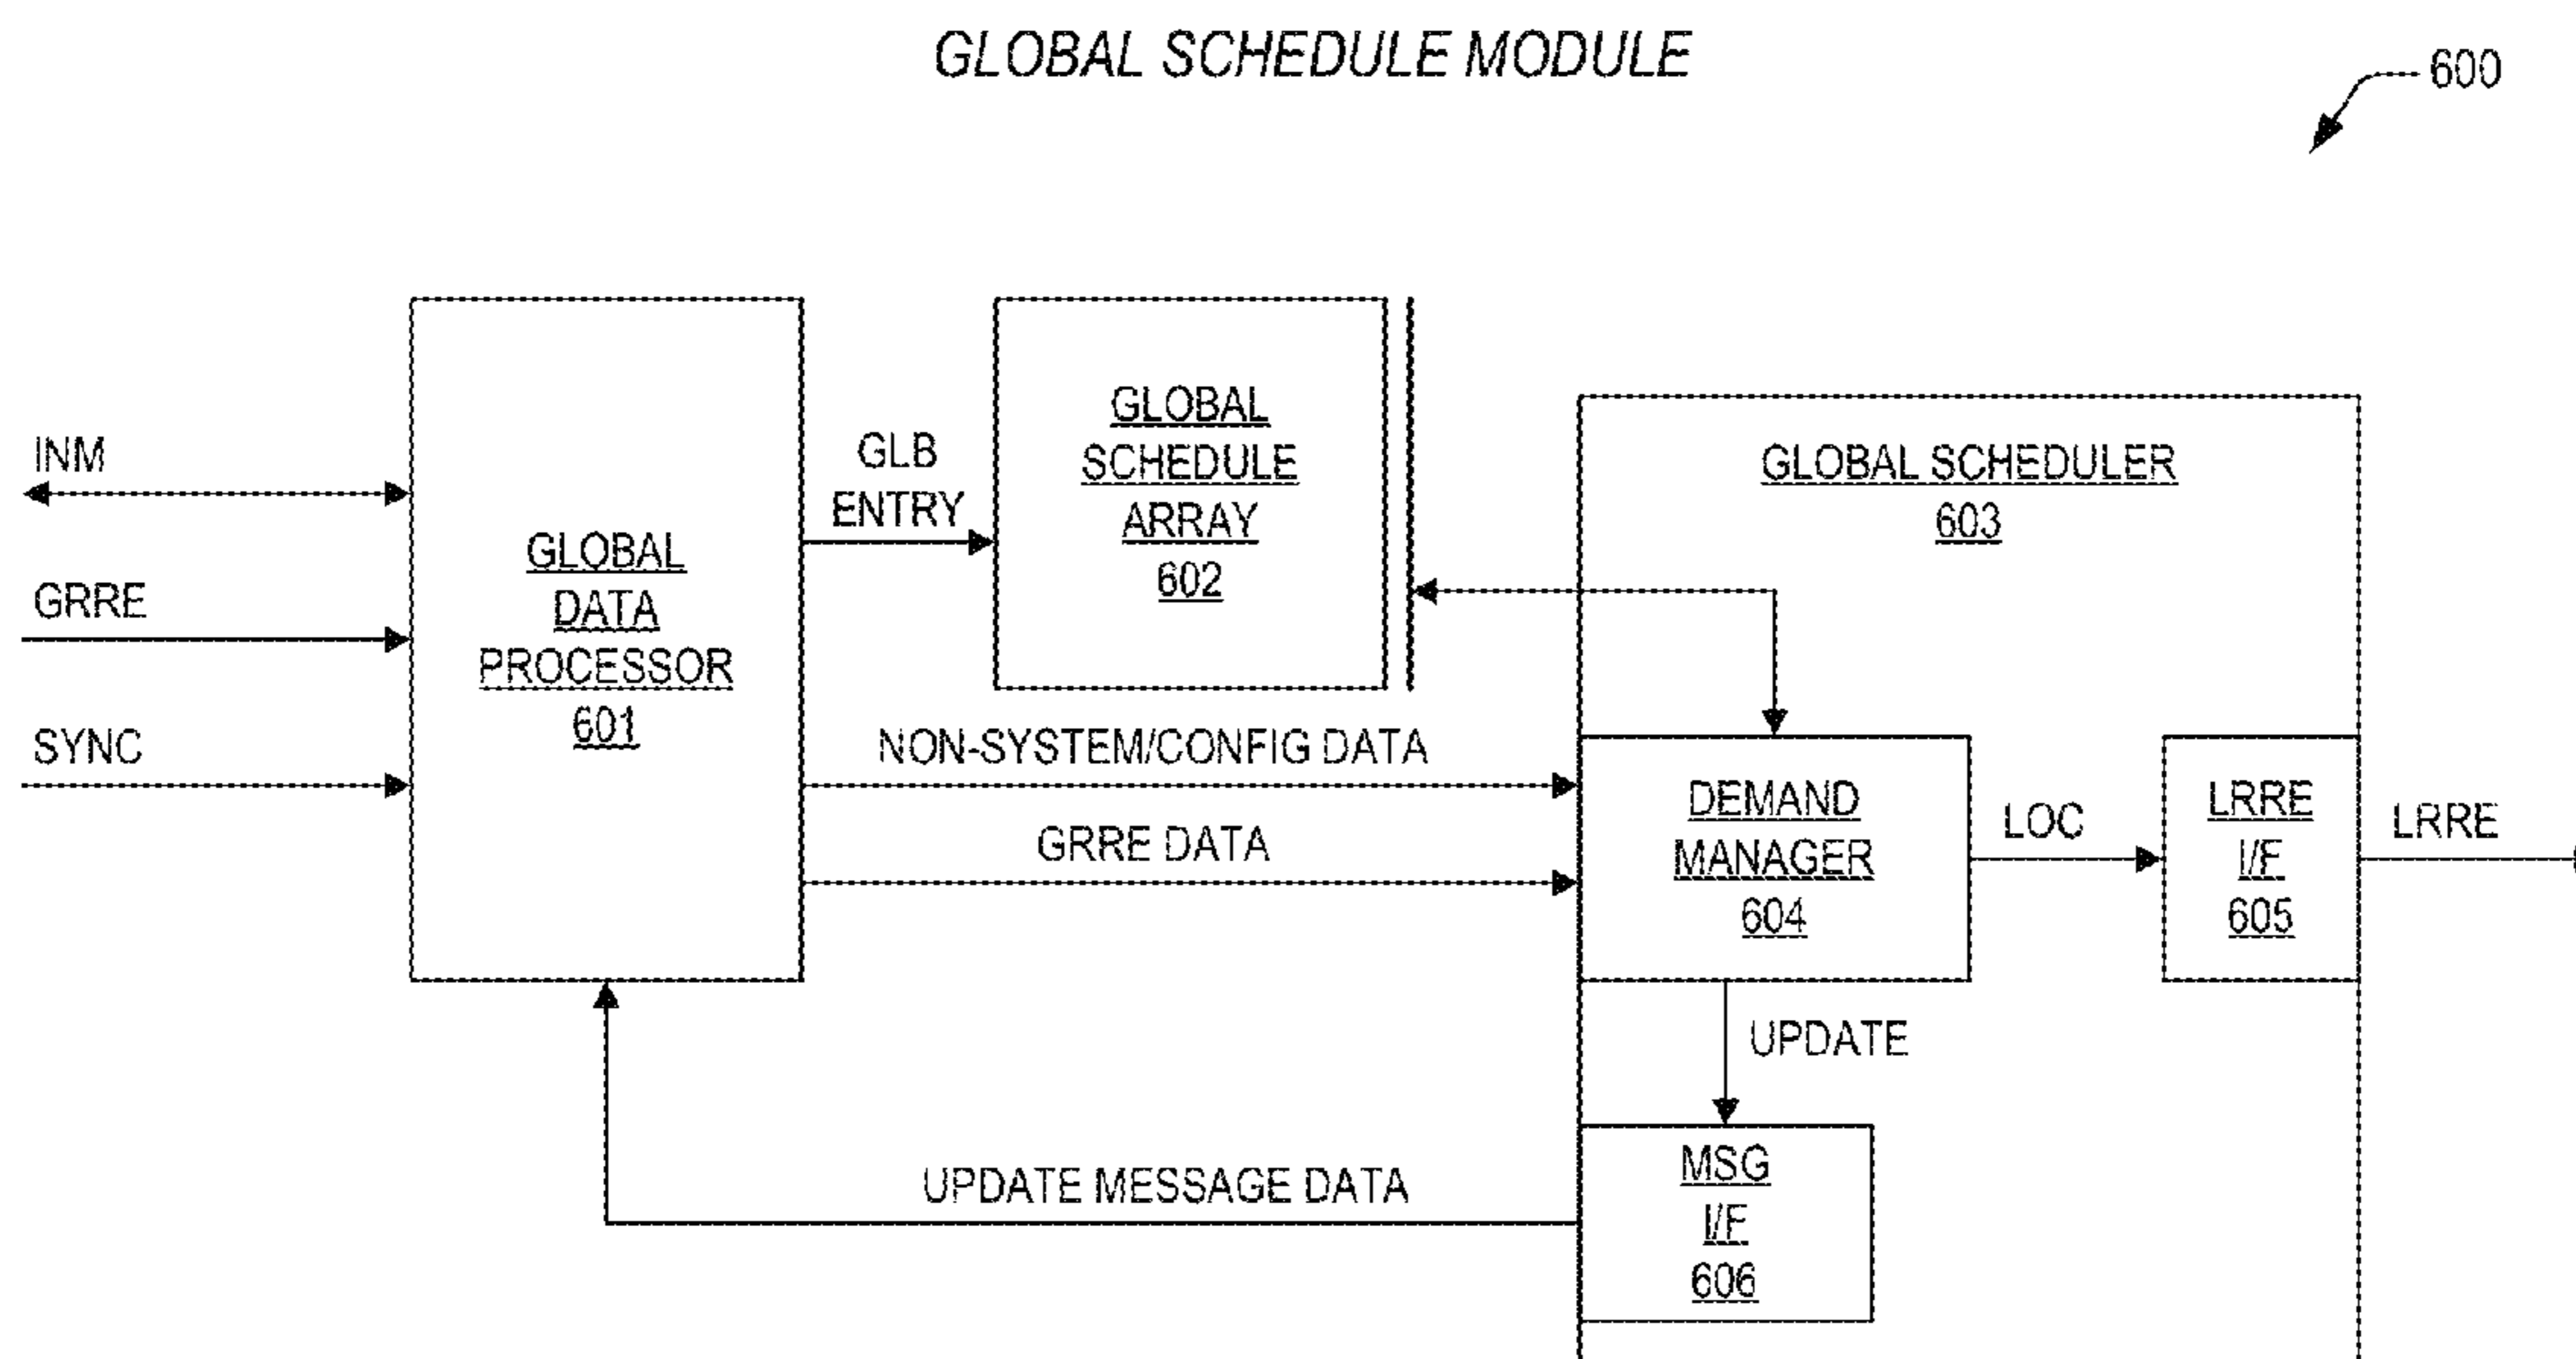 GLOBAL SCHEDULE MODULE
600
INM
GRRE
SYNC
GLOBAL
DATA
PROCESSOR
601
GLB
ENTRY
GLOBAL
SCHEDULE
ARRAY
602
GLOBAL SCHEDULER
603
NON-SYSTEM/CONFIG DATA
GRRE DATA
DEMAND
MANAGER
604
LOC
LRRE
I/F
605
LRRE
UPDATE
MSG
I/F
606
UPDATE MESSAGE DATA